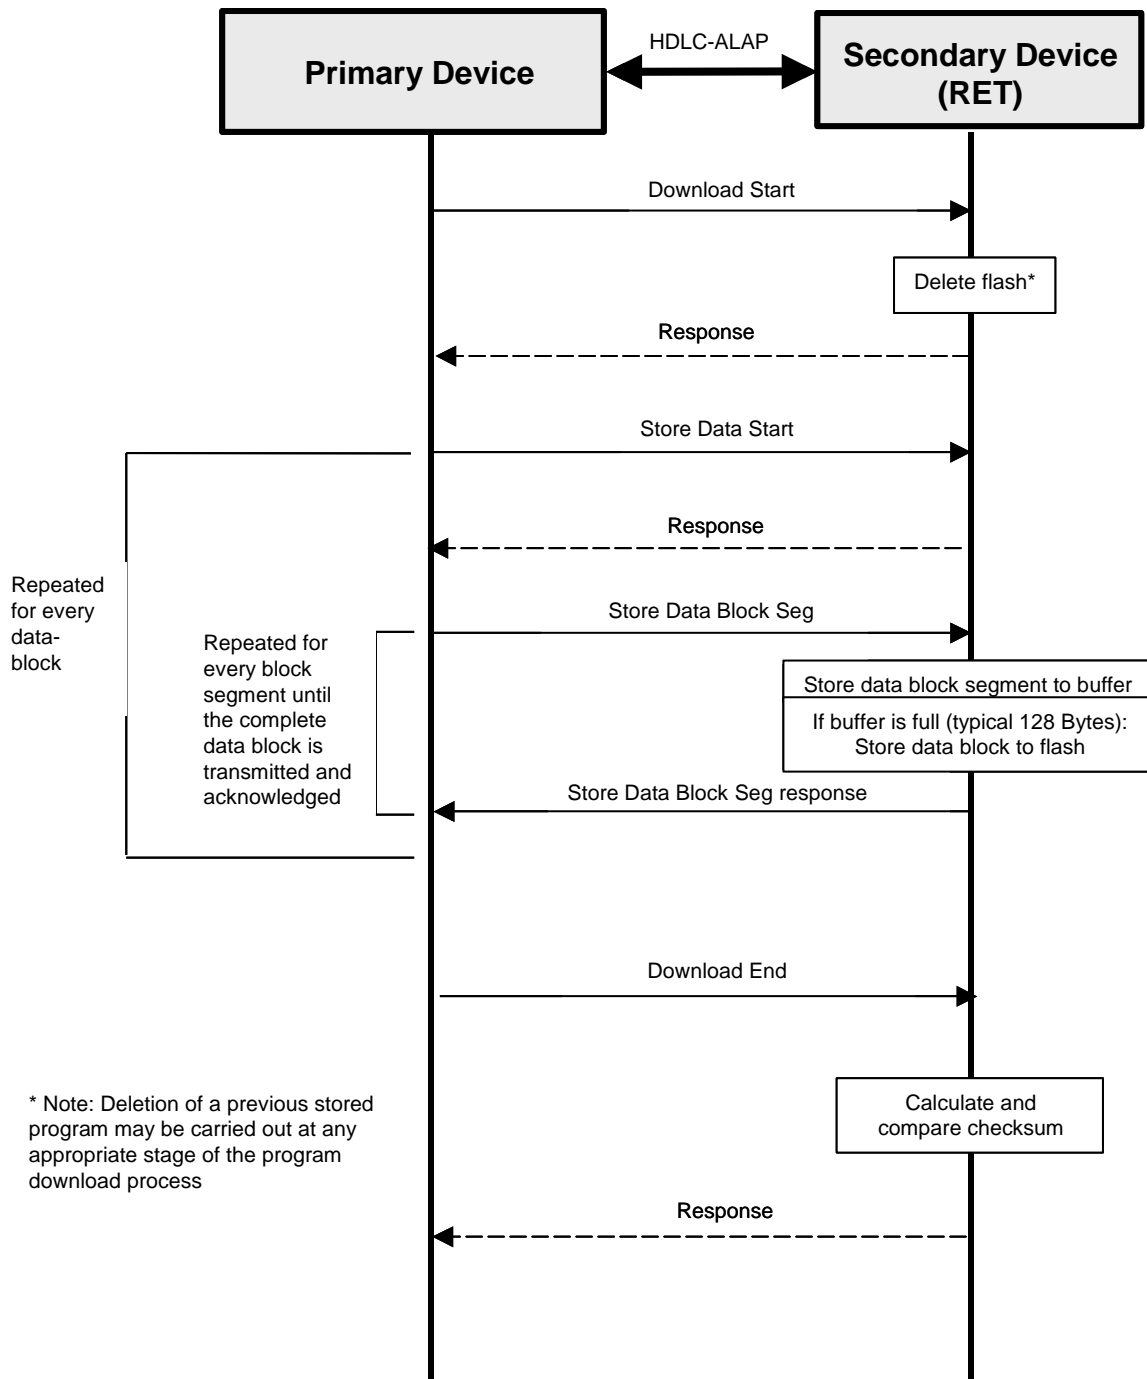 HDLC-ALAP
Primary Device
Secondary Device
(RET)
Download Start
Delete flash*
Response
Store Data Start
Response
Repeated
for every
data-
block
Store Data Block Seg
Repeated for
every block
segment until
the complete
data block is
transmitted and
acknowledged
Store data block segment to buffer
If buffer is full (typical 128 Bytes):
Store data block to flash
Store Data Block Seg response
Download End
* Note: Deletion of a previous stored
program may be carried out at any
appropriate stage of the program
download process
Calculate and
compare checksum
Response